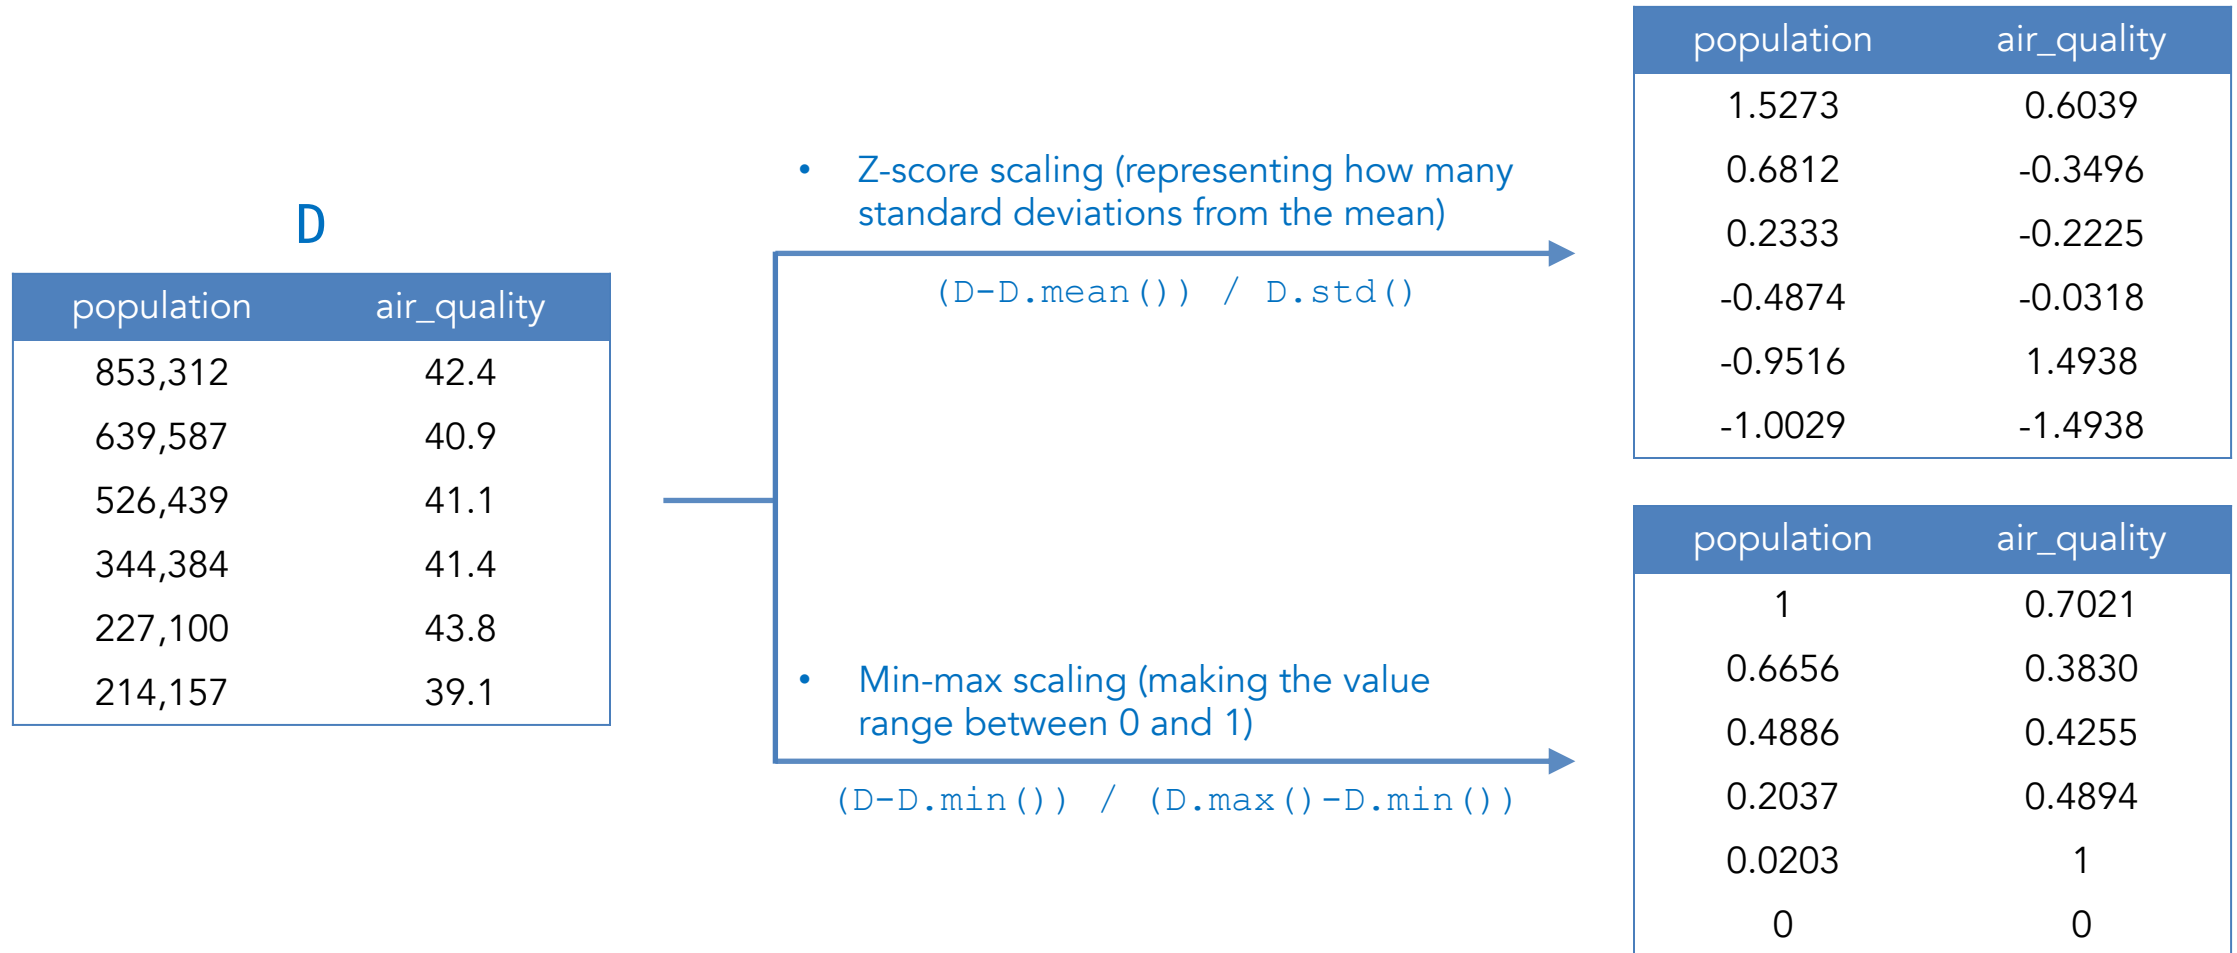 D
population air_quality
853,312 42.4
639,587 40.9
526,439 41.1
344,384 41.4
227,100 43.8
214,157 39.1
• Z-score scaling (representing how many
standard deviations from the mean)
(D-D.mean()) / D.std()
• Min-max scaling (making the value
range between 0 and 1)
(D-D.min()) / (D.max()-D.min())
population air_quality
1.5273 0.6039
0.6812 -0.3496
0.2333 -0.2225
-0.4874 -0.0318
-0.9516 1.4938
-1.0029 -1.4938
population air_quality
1 0.7021
0.6656 0.3830
0.4886 0.4255
0.2037 0.4894
0.0203 1
0 0